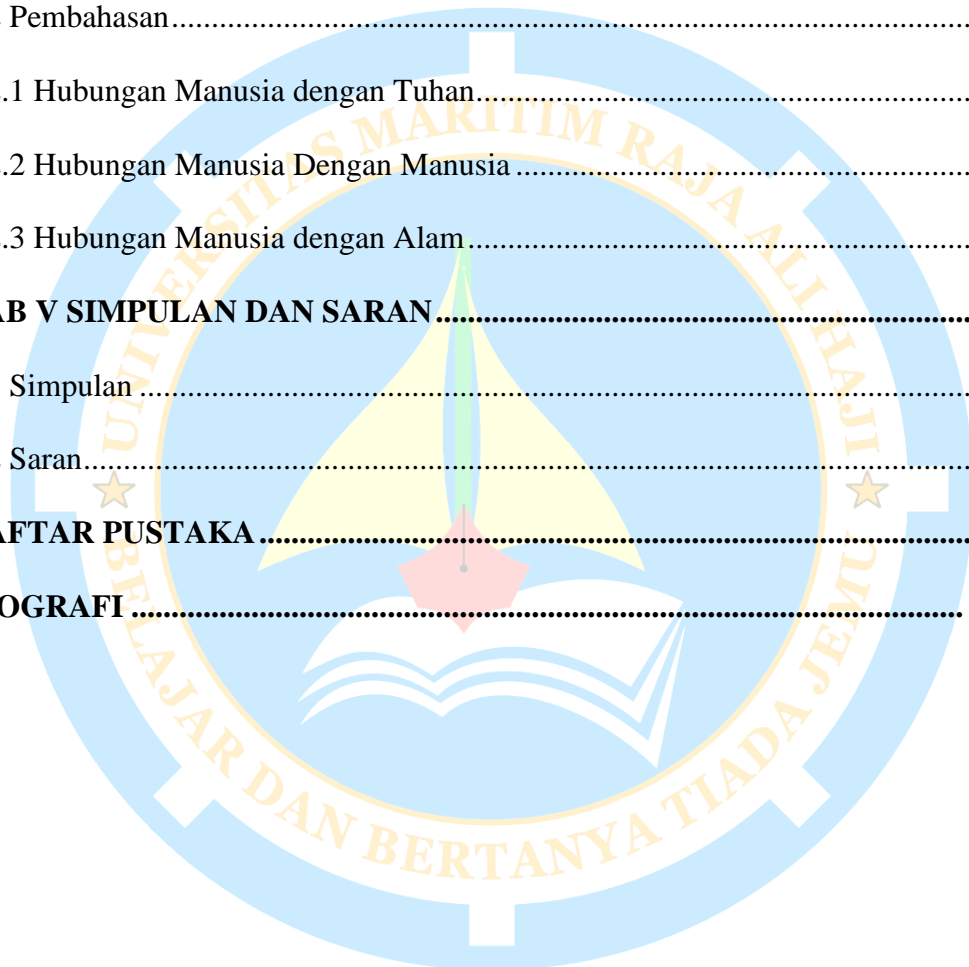 Pembahasan
.1 Hubungan Manusia dengan Tuhan
.2 Hubungan Manusia Dengan Manusia
.3 Hubungan Manusia dengan Alam
AB V SIMPULAN DAN SARAN
Simpulan
Saran
AFTAR PUSTAKA
OGRAFI
UNIVERSITAS MARITIM RAJA ALI HAJI
BELAJAR DAN BERTANYA TIADA JEMU